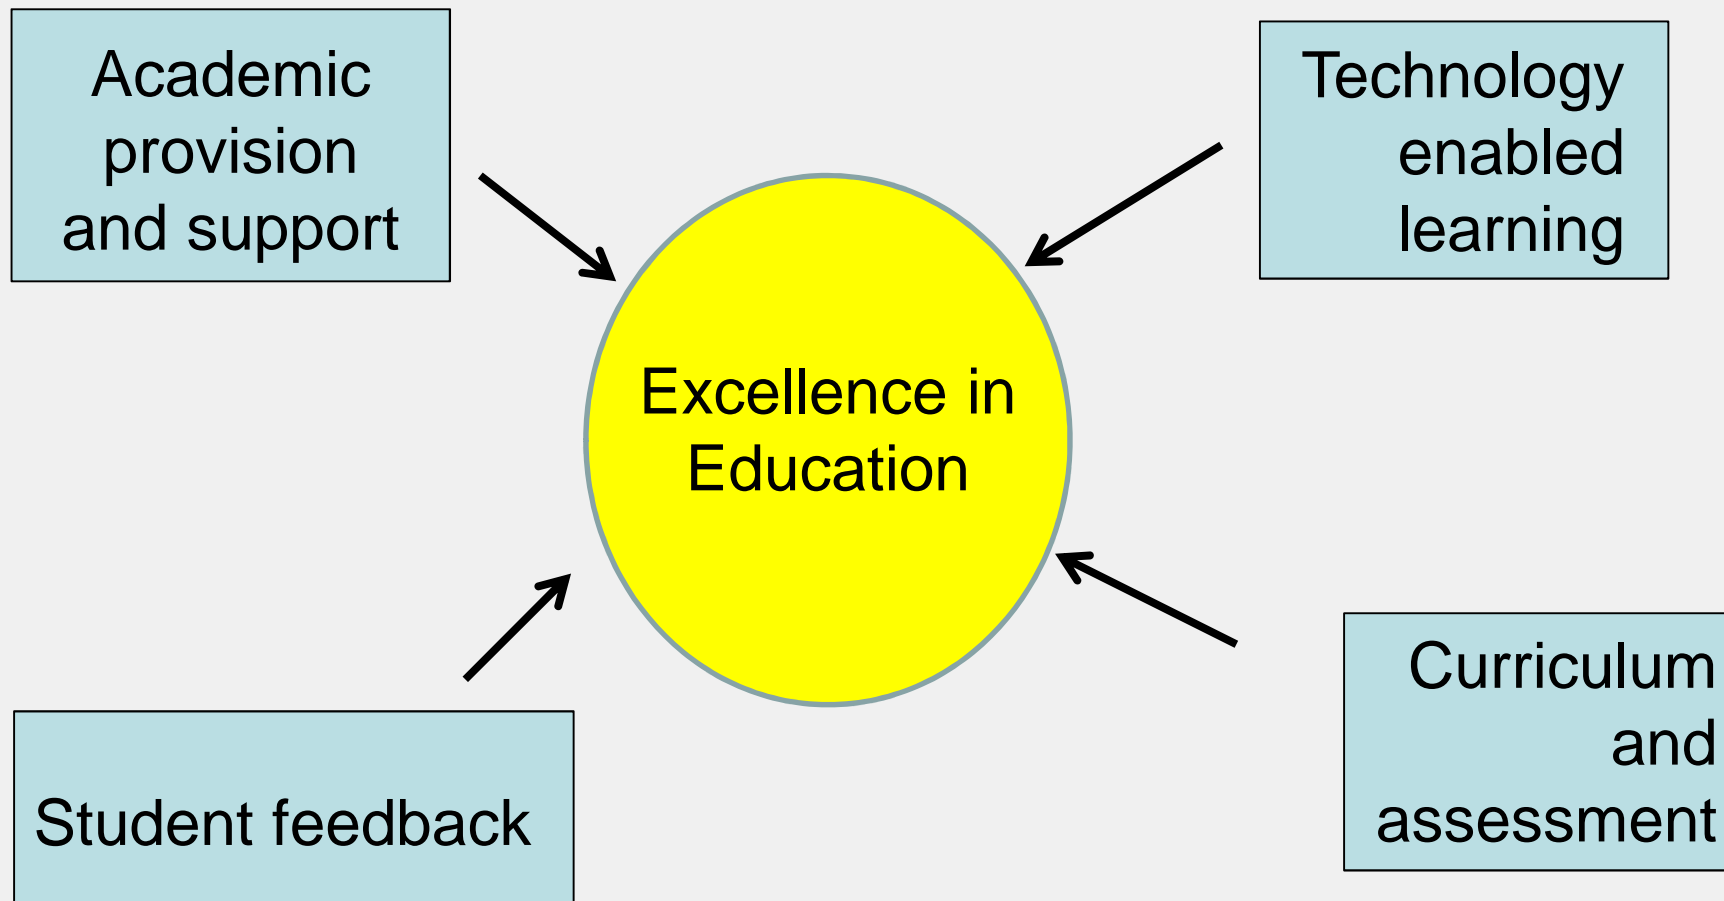 Academic
provision
and support
Technology
enabled
learning
Excellence in
Education
Student feedback
Curriculum
and
assessment